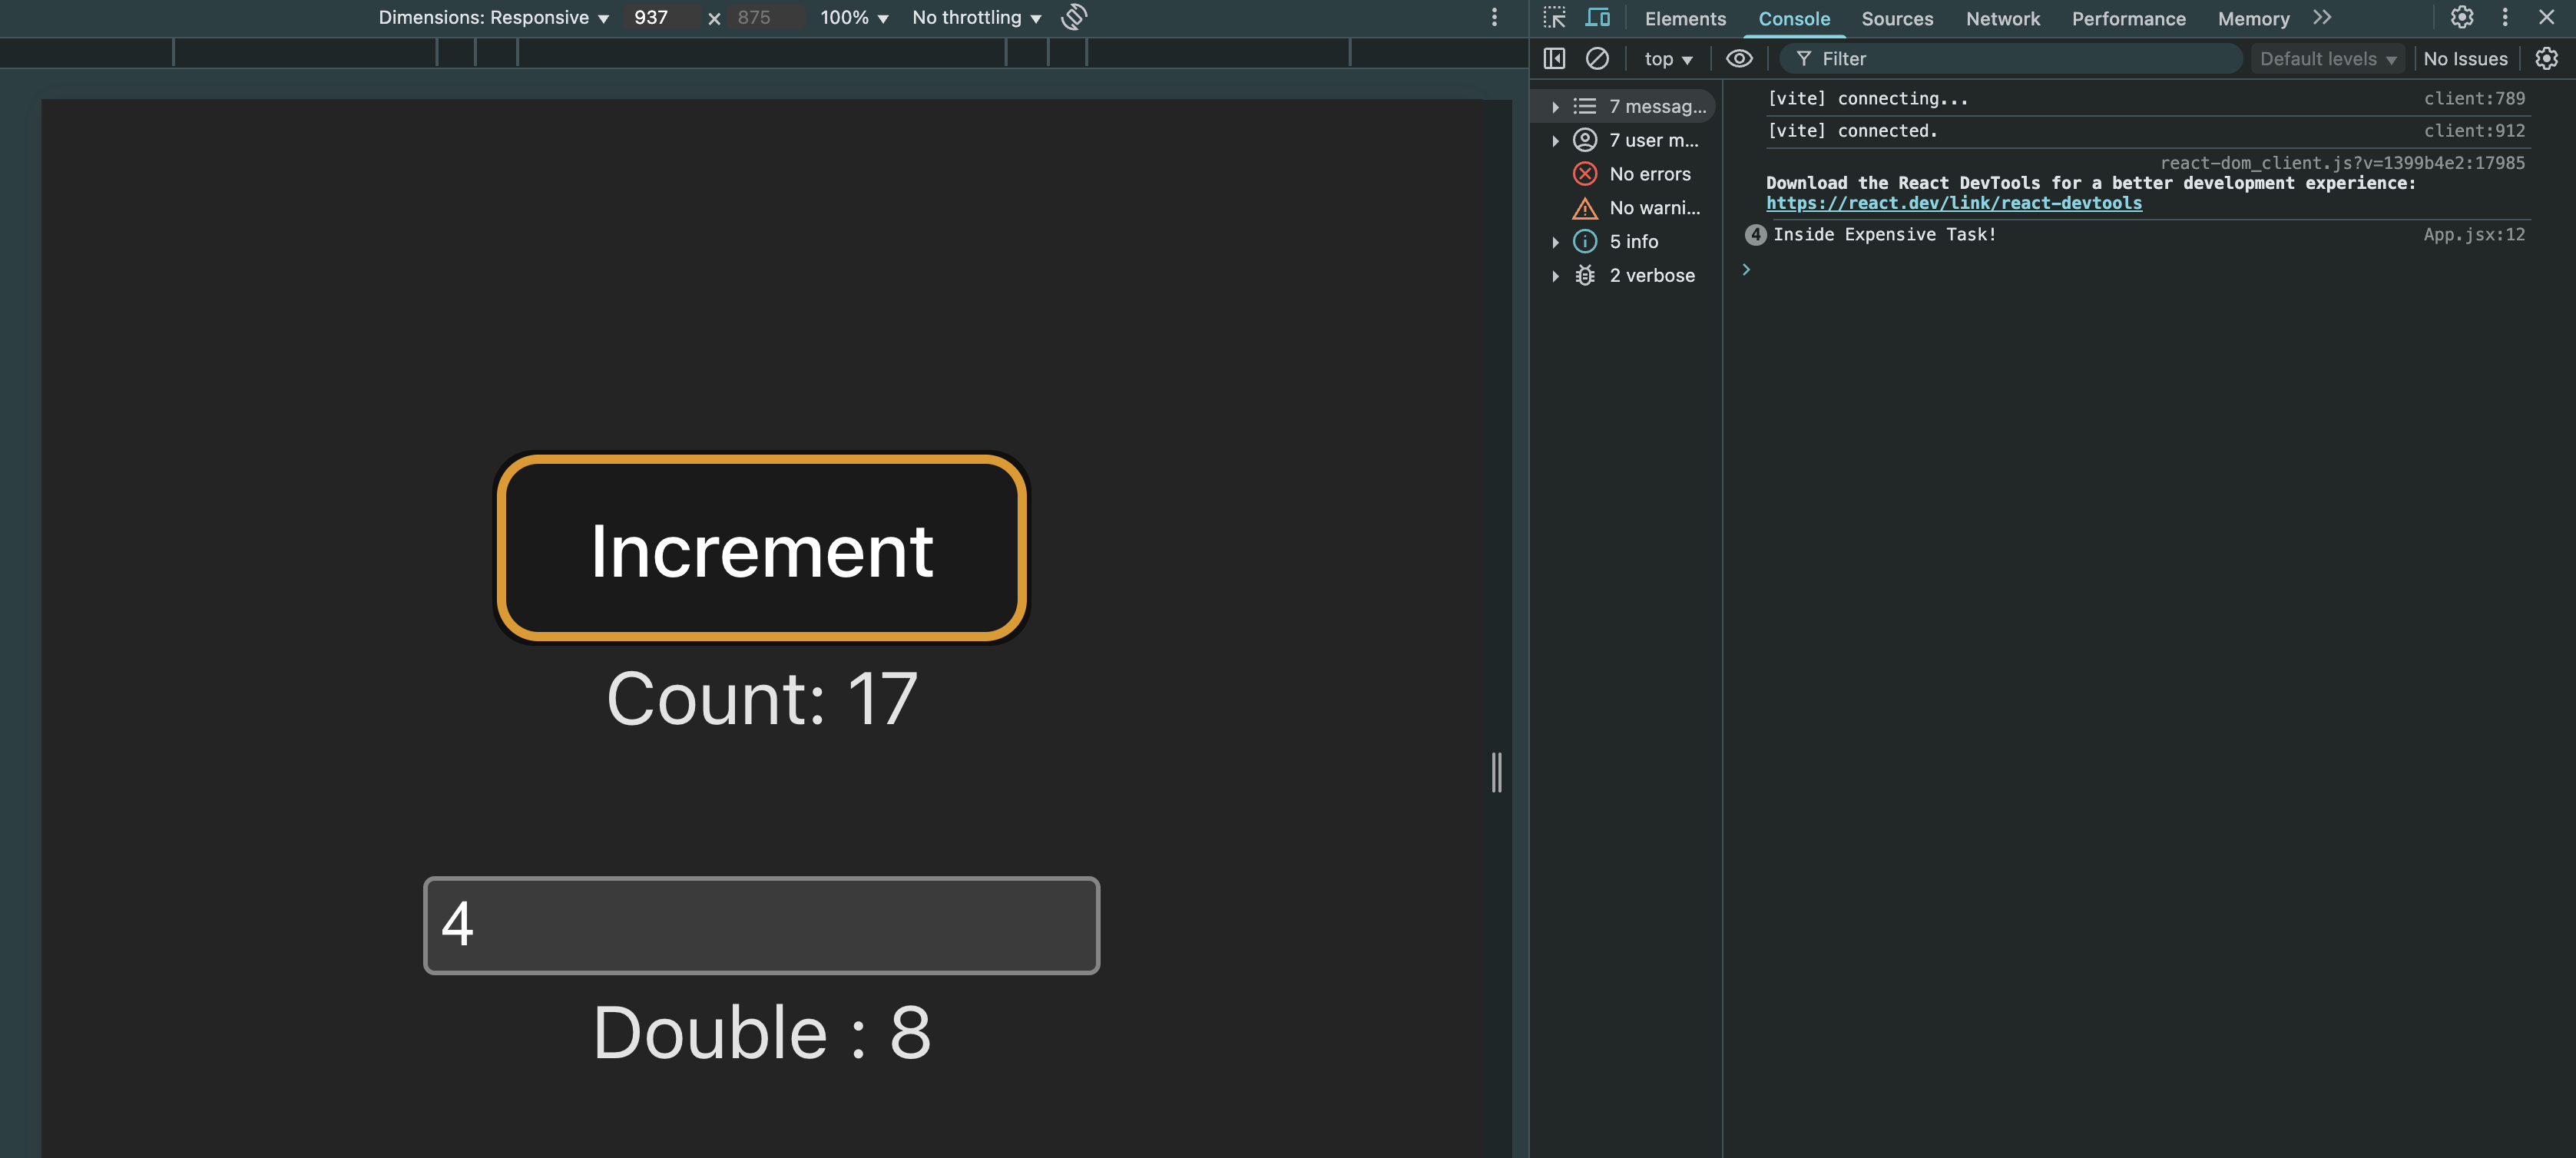 Dimensions: Responsive ▼ 937 × 875 100% ▼ No throttling ▼
Elements Console Sources Network Performance Memory
top ▼ Filter Default levels ▼ No Issues
7 messag...
7 user m...
No errors
No warni...
5 info
2 verbose
[vite] connecting... client:789
[vite] connected. client:912
react-dom_client.js?v=1399b4e2:17985
Download the React DevTools for a better development experience:
https://react.dev/link/react-devtools
4 Inside Expensive Task! App.jsx:12
Increment
Count: 17
4
Double : 8